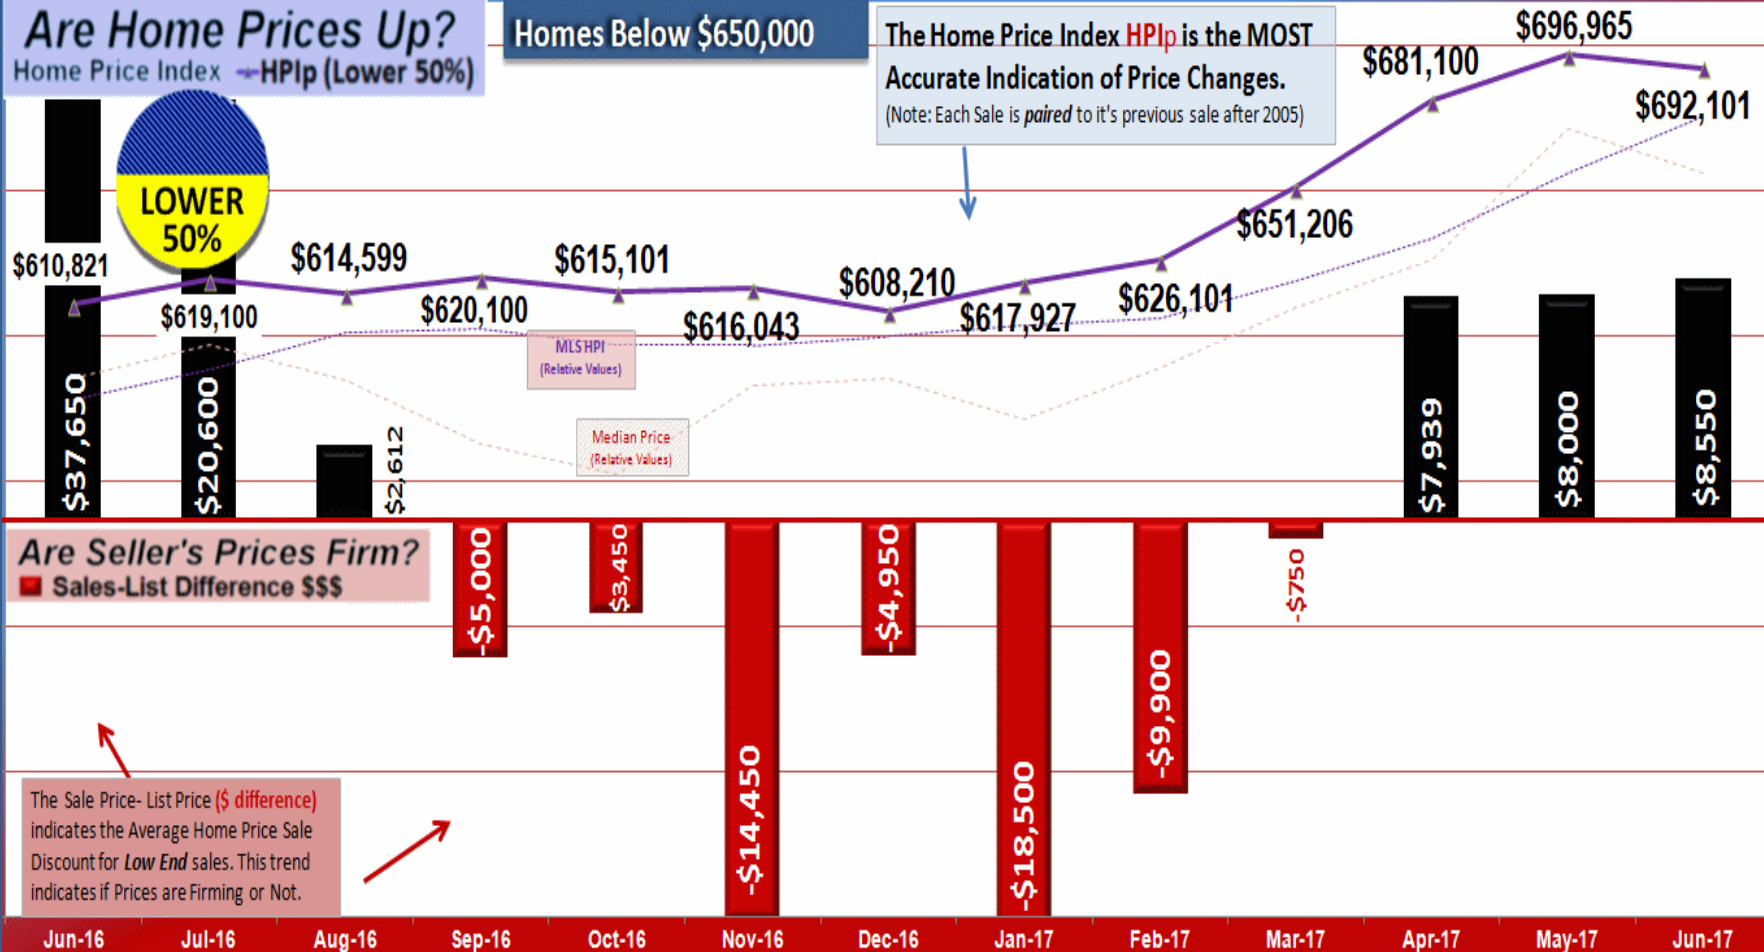 Are Home Prices Up?
Home Price Index HPIp (Lower 50%)
Homes Below $650,000
The Home Price Index HPIp is the MOST
Accurate Indication of Price Changes.
(Note: Each Sale is paired to it's previous sale after 2005)
LOWER
50%
$610,821
$619,100
$614,599
$620,100
$615,101
$616,043
$608,210
$617,927
$626,101
$651,206
$681,100
$696,965
$692,101
MLS HPI
(Relative Values)
Median Price
(Relative Values)
$37,650
$20,600
$2,612
-$5,000
-$3,450
-$14,450
-$4,950
-$18,500
-$9,900
-$750
$7,939
$8,000
$8,550
Are Seller's Prices Firm?
Sales-List Difference $$$
The Sale Price- List Price ($ difference)
indicates the Average Home Price Sale
Discount for Low End sales. This trend
indicates if Prices are Firming or Not.
Jun-16 Jul-16 Aug-16 Sep-16 Oct-16 Nov-16 Dec-16 Jan-17 Feb-17 Mar-17 Apr-17 May-17 Jun-17